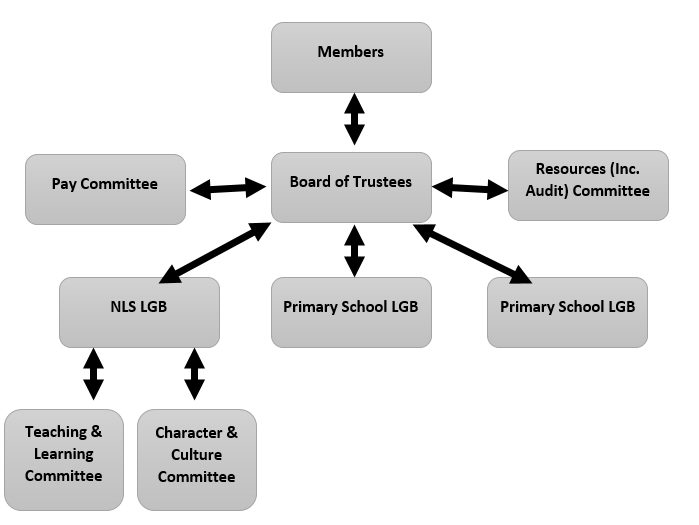 Members
Pay Committee
Board of Trustees
Resources (Inc.
Audit) Committee
NLS LGB
Primary School LGB
Primary School LGB
Teaching &
Learning
Committee
Character &
Culture
Committee